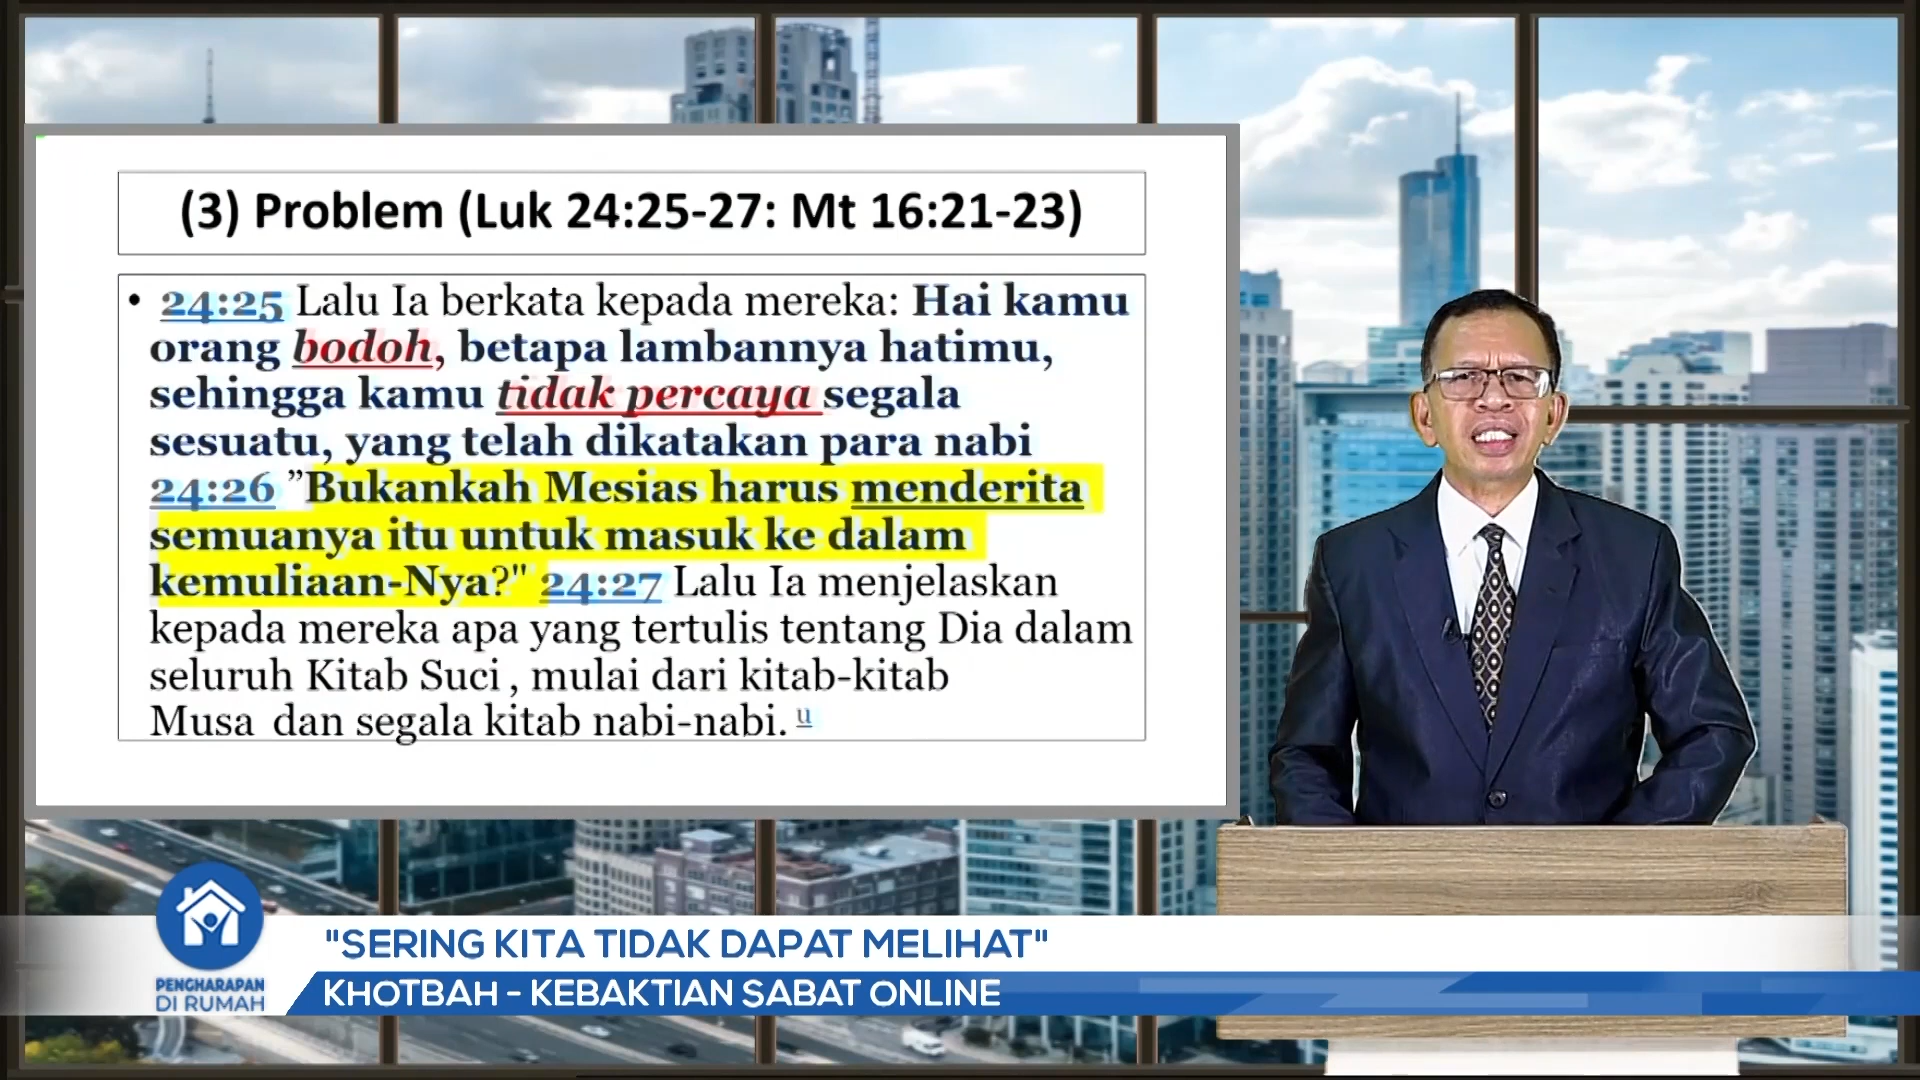 (3) Problem (Luk 24:25-27: Mt 16:21-23)
• 24:25 Lalu Ia berkata kepada mereka: Hai kamu
orang bodoh, betapa lambannya hatimu,
sehingga kamu tidak percaya segala
sesuatu, yang telah dikatakan para nabi
24:26 ”Bukankah Mesias harus menderita
semuanya itu untuk masuk ke dalam
kemuliaan-Nya?" 24:27 Lalu Ia menjelaskan
kepada mereka apa yang tertulis tentang Dia dalam
seluruh Kitab Suci , mulai dari kitab-kitab
Musa dan segala kitab nabi-nabi. u
"SERING KITA TIDAK DAPAT MELIHAT"
KHOTBAH - KEBAKTIAN SABAT ONLINE
PENGHARAPAN
DI RUMAH